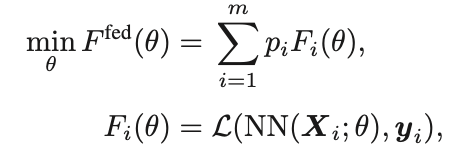 min_θ F^fed(θ) = ∑_{i=1}^{m} p_i F_i(θ),
F_i(θ) = 𝓛(NN(𝑿_i; θ), 𝒚_i),